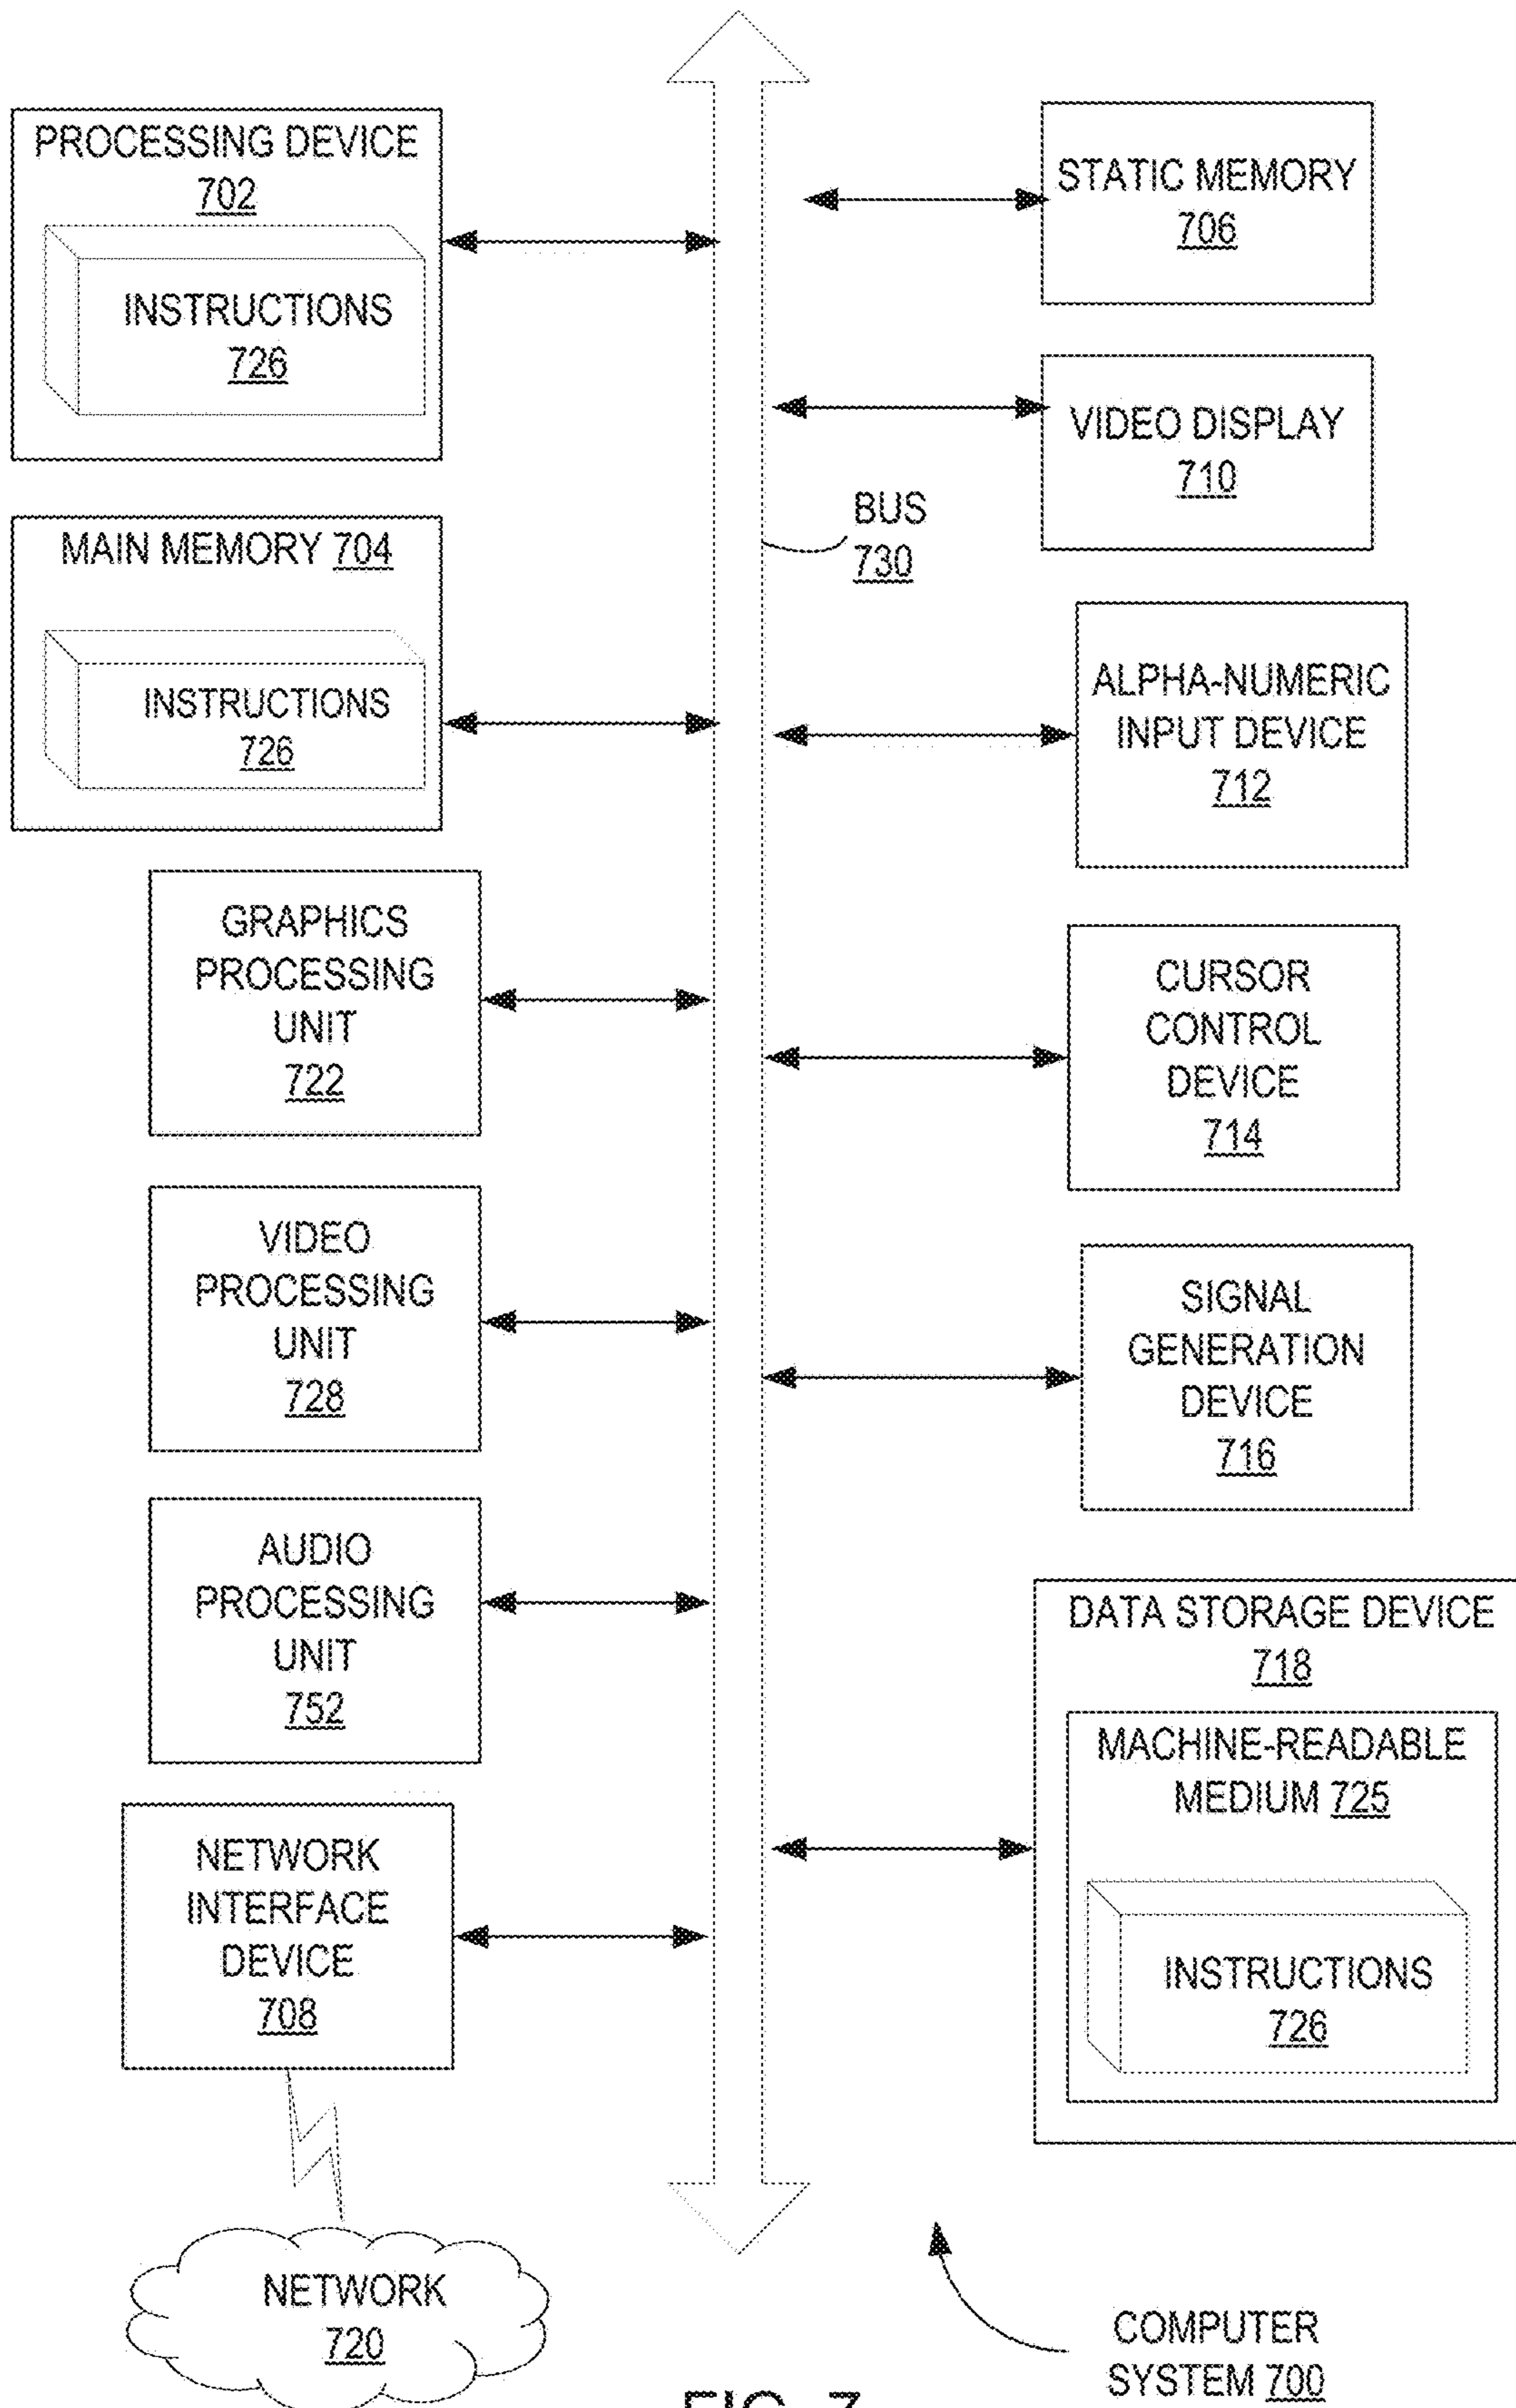 PROCESSING DEVICE
702
INSTRUCTIONS
726
MAIN MEMORY 704
INSTRUCTIONS
726
GRAPHICS
PROCESSING
UNIT
722
VIDEO
PROCESSING
UNIT
728
AUDIO
PROCESSING
UNIT
752
NETWORK
INTERFACE
DEVICE
708
NETWORK
720
BUS
730
STATIC MEMORY
706
VIDEO DISPLAY
710
ALPHA-NUMERIC
INPUT DEVICE
712
CURSOR
CONTROL
DEVICE
714
SIGNAL
GENERATION
DEVICE
716
DATA STORAGE DEVICE
718
MACHINE-READABLE
MEDIUM 725
INSTRUCTIONS
726
COMPUTER
SYSTEM 700
FIG. 7